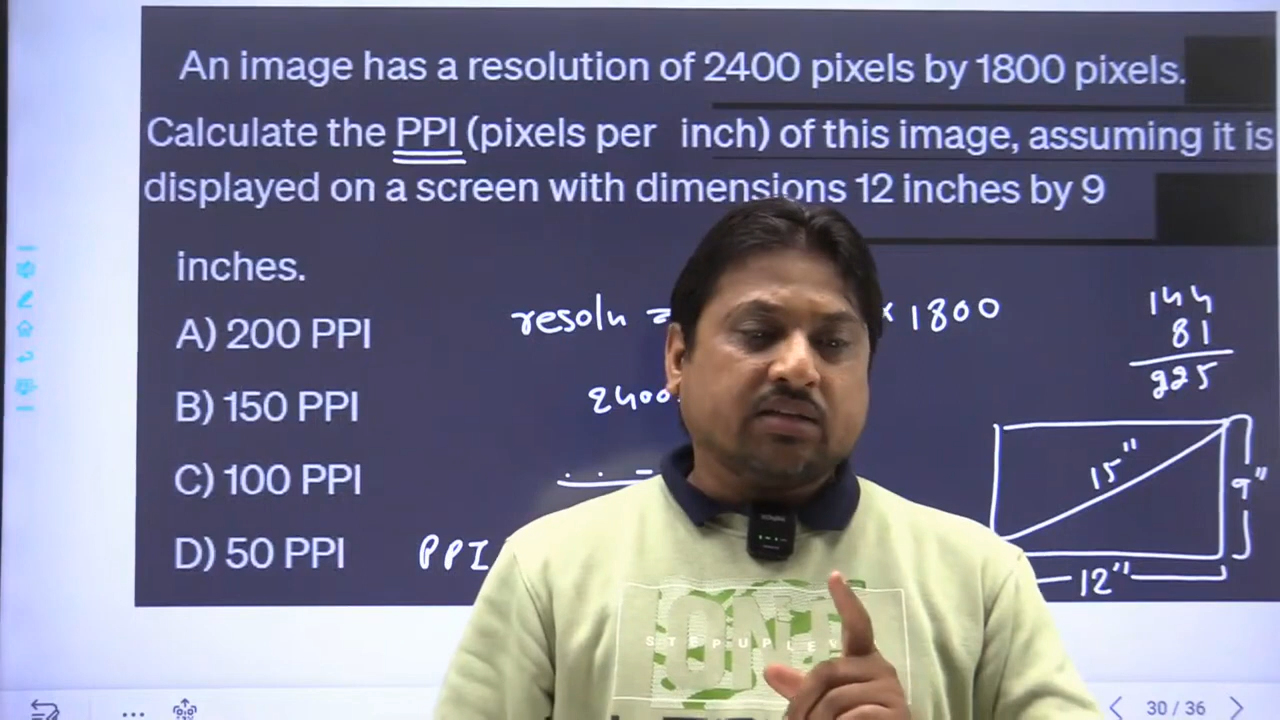 An image has a resolution of 2400 pixels by 1800 pixels.
Calculate the PPI (pixels per inch) of this image, assuming it is
displayed on a screen with dimensions 12 inches by 9
inches.
A) 200 PPI
B) 150 PPI
C) 100 PPI
D) 50 PPI
resoln = × 1800
2400
PPI
144
81
225
15"
9"
12"
STEPUPLEV
30 / 36